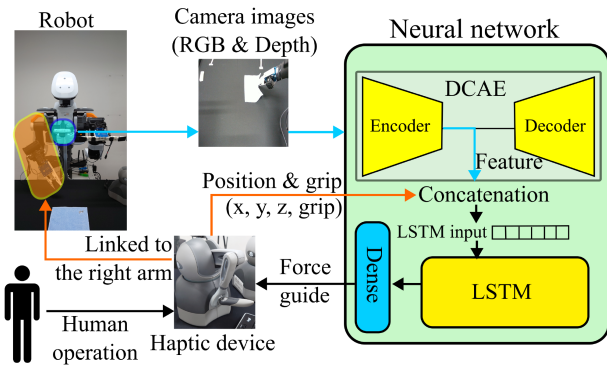 Robot
Camera images
(RGB & Depth)
Neural network
DCAE
Encoder
Decoder
Feature
Position & grip
(x, y, z, grip)
Concatenation
LSTM input
Linked to
the right arm
Force
guide
Dense
LSTM
Human
operation
Haptic device